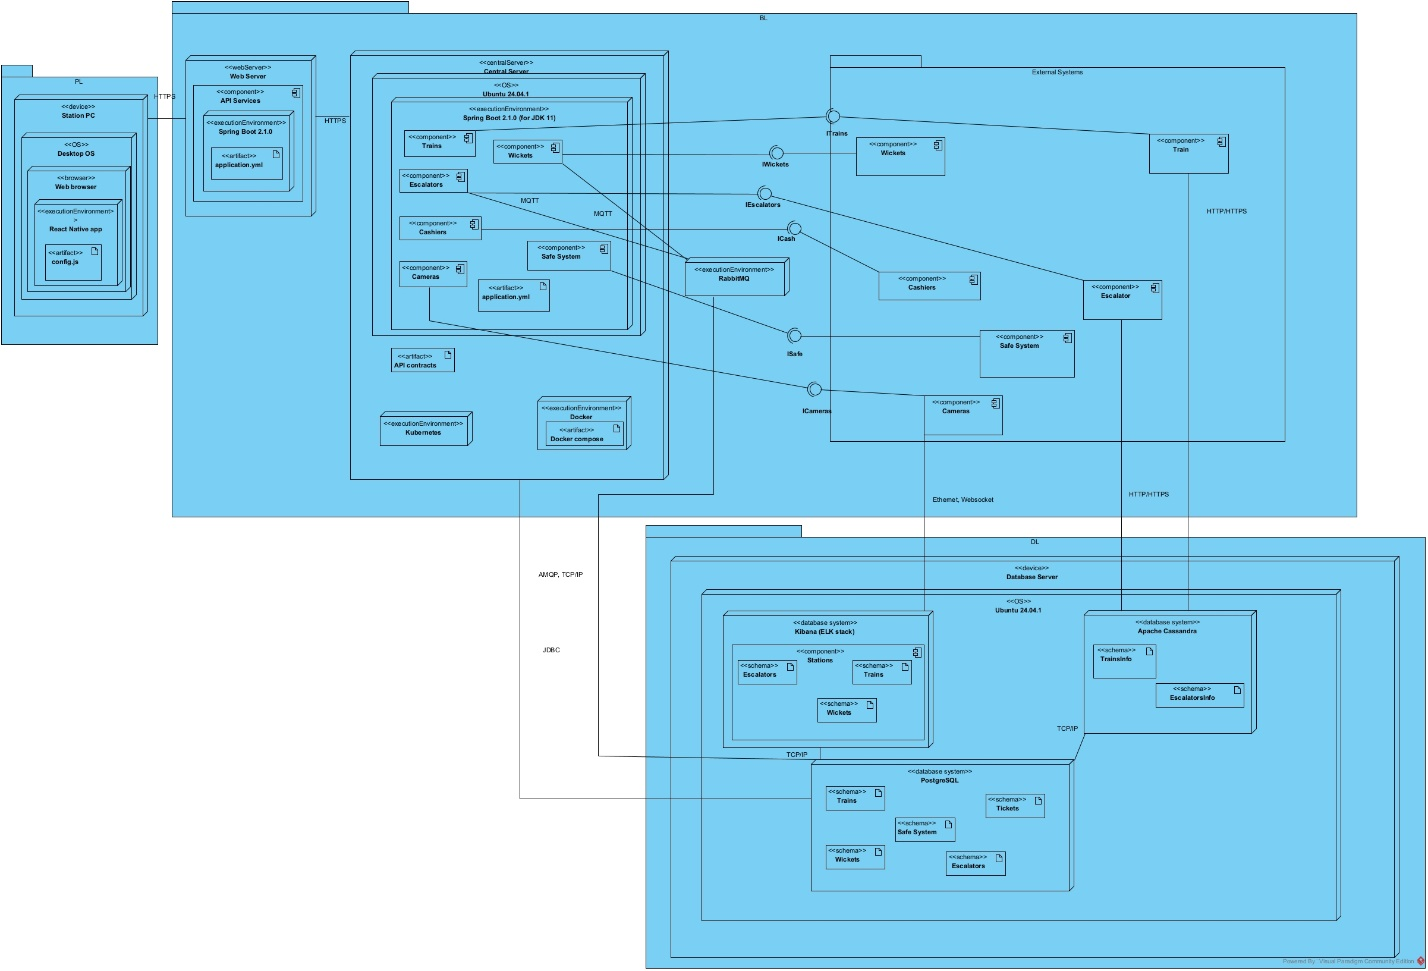 BL
PL
<<device>>
Station PC
<<OS>>
Desktop OS
<<browser>>
Web browser
<<executionEnvironment>
>
React Native app
<<artifact>>
config.js
HTTPS
<<webServer>>
Web Server
<<component>>
API Services
<<executionEnvironment>>
Spring Boot 2.1.0
<<artifact>>
application.yml
HTTPS
<<centralServer>>
Central Server
<<OS>>
Ubuntu 24.04.1
<<executionEnvironment>>
Spring Boot 2.1.0 (for JDK 11)
<<component>>
Trains
<<component>>
Wickets
<<component>>
Escalators
<<component>>
Cashiers
<<component>>
Safe System
<<component>>
Cameras
<<artifact>>
application.yml
<<artifact>>
API contracts
<<executionEnvironment>>
Kubernetes
<<executionEnvironment>>
Docker
<<artifact>>
Docker compose
MQTT
MQTT
<<executionEnvironment>>
RabbitMQ
ITrains
IWickets
IEscalators
ICash
ISafe
ICameras
External Systems
<<component>>
Train
<<component>>
Wickets
<<component>>
Cashiers
<<component>>
Escalator
<<component>>
Safe System
<<component>>
Cameras
HTTP/HTTPS
HTTP/HTTPS
Ethernet, Websocket
AMQP, TCP/IP
JDBC
DL
<<device>>
Database Server
<<OS>>
Ubuntu 24.04.1
<<database system>>
Kibana (ELK stack)
<<component>>
Stations
<<schema>>
Escalators
<<schema>>
Trains
<<schema>>
Wickets
<<database system>>
Apache Cassandra
<<schema>>
TrainsInfo
<<schema>>
EscalatorsInfo
TCP/IP
TCP/IP
<<database system>>
PostgreSQL
<<schema>>
Trains
<<schema>>
Tickets
<<schema>>
Safe System
<<schema>>
Wickets
<<schema>>
Escalators
Powered By Visual Paradigm Community Edition